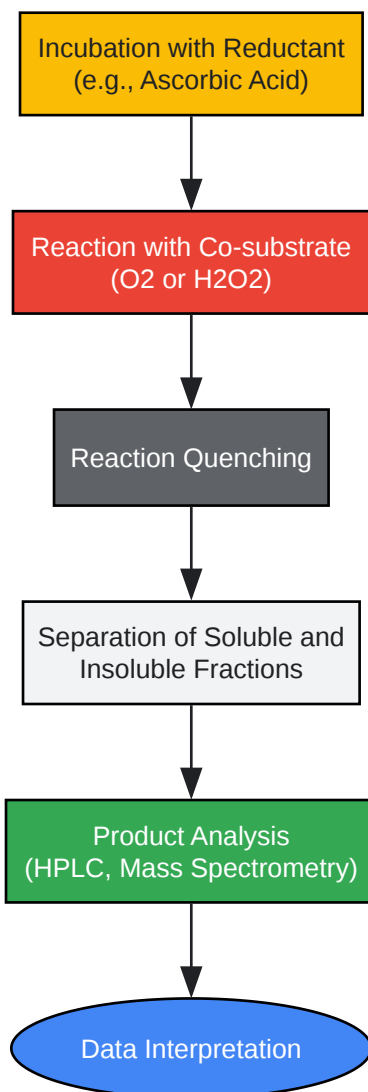 Incubation with Reductant
(e.g., Ascorbic Acid)
Reaction with Co-substrate
(O2 or H2O2)
Reaction Quenching
Separation of Soluble and
Insoluble Fractions
Product Analysis
(HPLC, Mass Spectrometry)
Data Interpretation